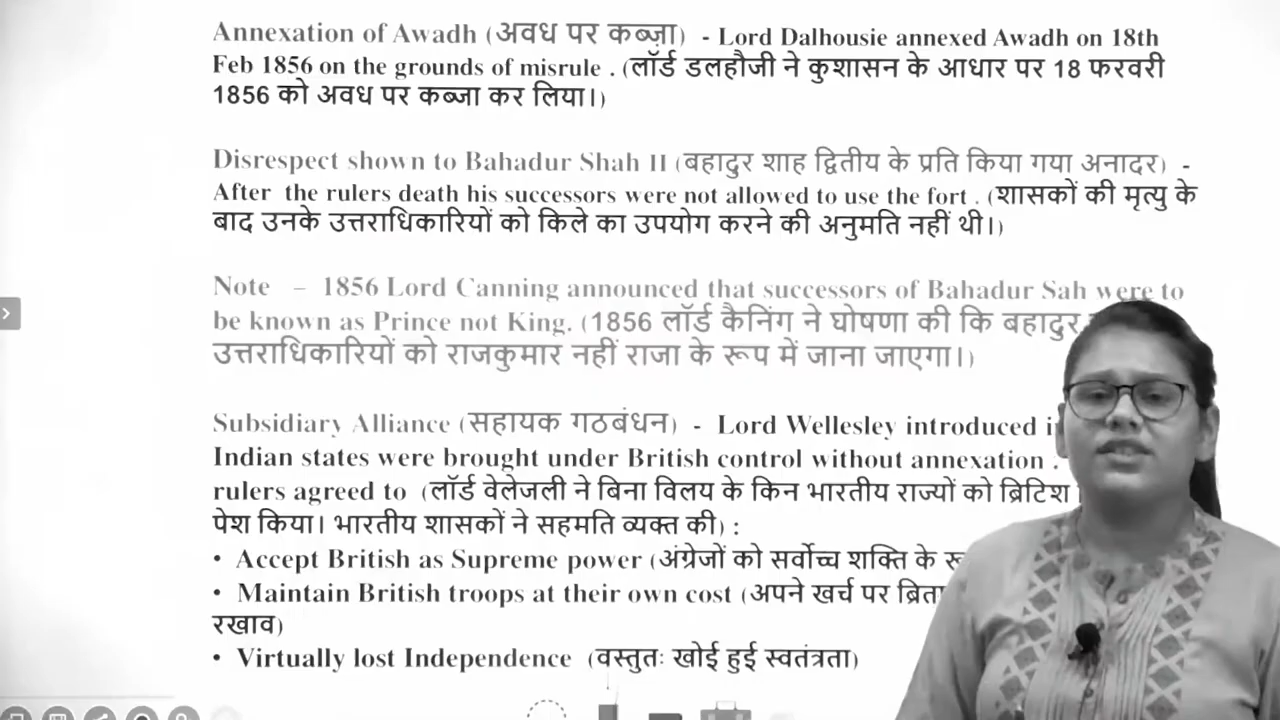 Annexation of Awadh (अवध पर कब्ज़ा) - Lord Dalhousie annexed Awadh on 18th
Feb 1856 on the grounds of misrule . (लॉर्ड डलहौजी ने कुशासन के आधार पर 18 फरवरी
1856 को अवध पर कब्जा कर लिया।)
Disrespect shown to Bahadur Shah II (बहादुर शाह द्वितीय के प्रति किया गया अनादर) -
After the rulers death his successors were not allowed to use the fort . (शासकों की मृत्यु के
बाद उनके उत्तराधिकारियों को किले का उपयोग करने की अनुमति नहीं थी।)
Note – 1856 Lord Canning announced that successors of Bahadur Sah were to
be known as Prince not King. (1856 लॉर्ड कैनिंग ने घोषणा की कि बहादुर
उत्तराधिकारियों को राजकुमार नहीं राजा के रूप में जाना जाएगा।)
Subsidiary Alliance (सहायक गठबंधन) - Lord Wellesley introduced
Indian states were brought under British control without annexation .
rulers agreed to (लॉर्ड वेलेजली ने बिना विलय के किन भारतीय राज्यों को ब्रिटिश
पेश किया। भारतीय शासकों ने सहमति व्यक्त की) :
• Accept British as Supreme power (अंग्रेजों को सर्वोच्च शक्ति के
• Maintain British troops at their own cost (अपने खर्च पर
रखाव)
• Virtually lost Independence (वस्तुतः खोई हुई स्वतंत्रता)